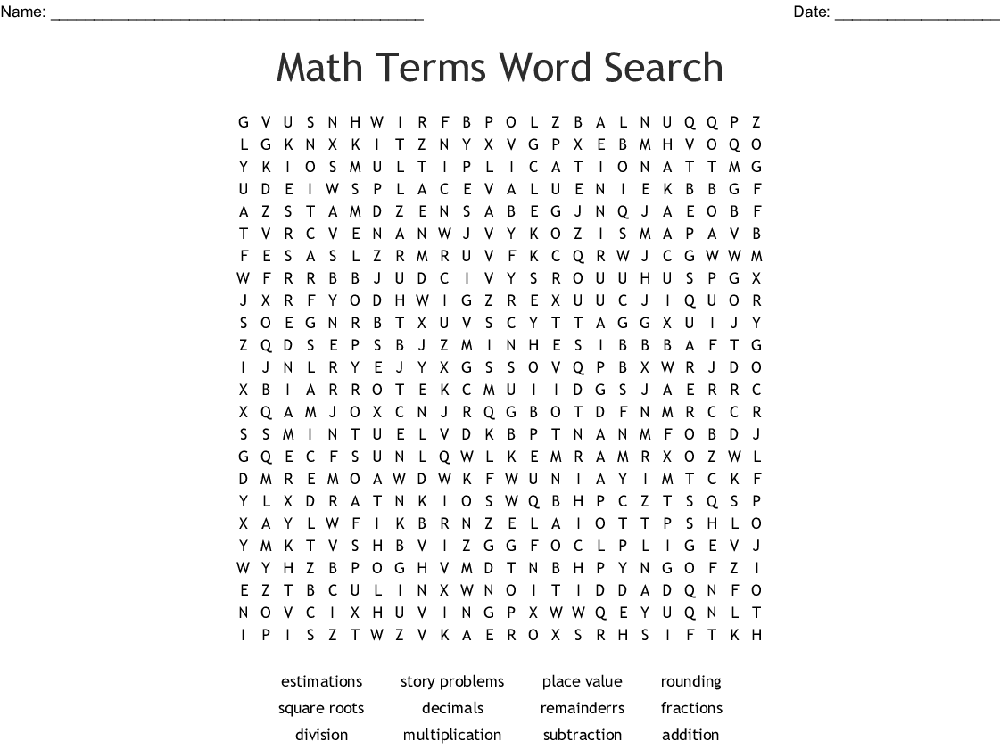 Name: ____________________________________________ Date: ____________________
Math Terms Word Search
G V U S N H W I R F B P O L Z B A L N U Q Q P Z
L G K N X K I T Z N Y X V G P X E B M H V O Q O
Y K I O S M U L T I P L I C A T I O N A T T M G
U D E I W S P L A C E V A L U E N I E K B B G F
A Z S T A M D Z E N S A B E G J N Q J A E O B F
T V R C V E N A N W J V Y K O Z I S M A P A V B
F E S A S L Z R M R U V F K C Q R W J C G W W M
W F R R B B J U D C I V Y S R O U U H U S P G X
J X R F Y O D H W I G Z R E X U U C J I Q U O R
S O E G N R B T X U V S C Y T T A G G X U I J Y
Z Q D S E P S B J Z M I N H E S I B B B A F T G
I J N L R Y E J Y X G S S O V Q P B X W R J D O
X B I A R R O T E K C M U I I D G S J A E R R C
X Q A M J O X C N J R Q G B O T D F N M R C C R
S S M I N T U E L V D K B P T N A N M F O B D J
G Q E C F S U N L Q W L K E M R A M R X O Z W L
D M R E M O A W D W K F W U N I A Y I M T C K F
Y L X D R A T N K I O S W Q B H P C Z T S Q S P
X A Y L W F I K B R N Z E L A I O T T P S H L O
Y M K T V S H B V I Z G G F O C L P L I G E V J
W Y H Z B P O G H V M D T N B H P Y N G O F Z I
E Z T B C U L I N X W N O I T I D D A D Q N F O
N O V C I X H U V I N G P X W W Q E Y U Q N L T
I P I S Z T W Z V K A E R O X S R H S I F T K H
estimations story problems place value rounding
square roots decimals remainderrs fractions
division multiplication subtraction addition